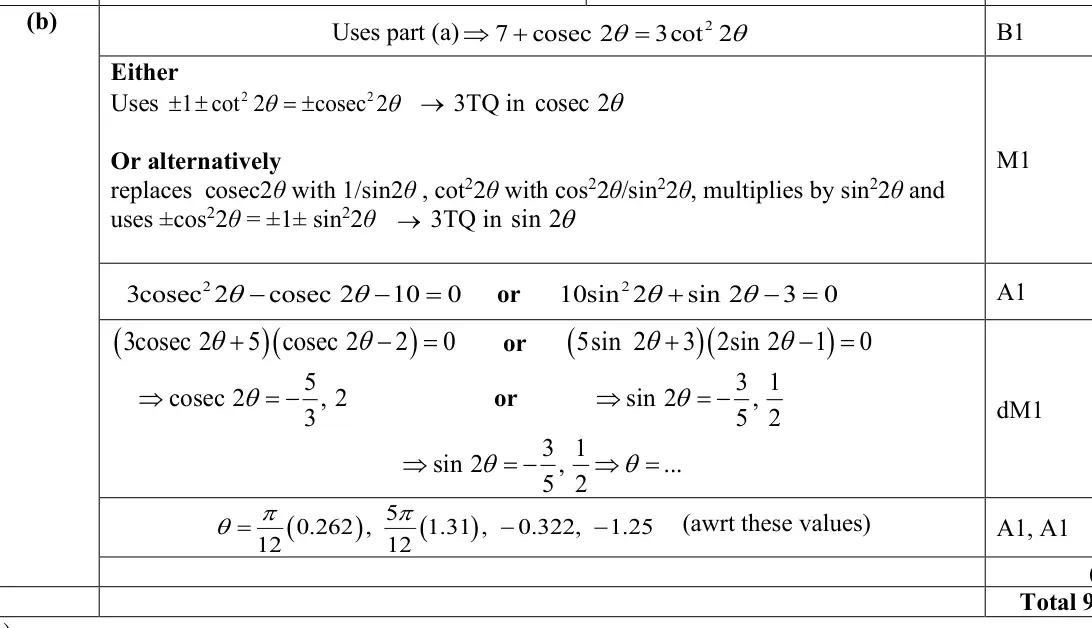 (b)
Uses part (a) ⇒ 7 + cosec 2θ = 3cot² 2θ
B1
Either
Uses ±1 ± cot² 2θ = ±cosec² 2θ → 3TQ in cosec 2θ
Or alternatively
replaces cosec2θ with 1/sin2θ , cot²2θ with cos²2θ/sin²2θ, multiplies by sin²2θ and
uses ±cos²2θ = ±1± sin²2θ → 3TQ in sin 2θ
M1
3cosec² 2θ − cosec 2θ − 10 = 0 or 10sin² 2θ + sin 2θ − 3 = 0
A1
(3cosec 2θ + 5)(cosec 2θ − 2) = 0 or (5sin 2θ + 3)(2sin 2θ − 1) = 0
⇒ cosec 2θ = −5/3, 2 or ⇒ sin 2θ = −3/5, 1/2
⇒ sin 2θ = −3/5, 1/2 ⇒ θ = ...
dM1
θ = π/12 (0.262), 5π/12 (1.31), −0.322, −1.25 (awrt these values)
A1, A1
(
Total 9
)